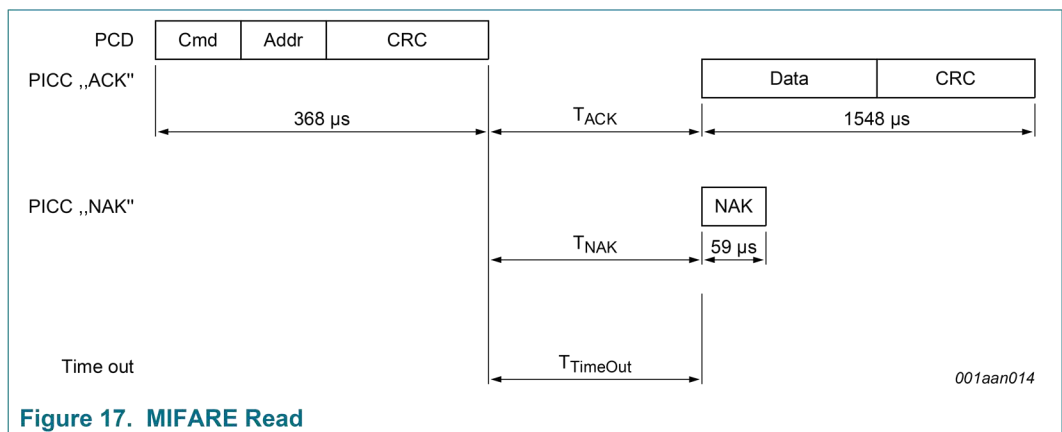 PCD Cmd Addr CRC
PICC ,,ACK" Data CRC
368 µs TACK 1548 µs
PICC ,,NAK" NAK
TNAK 59 µs
Time out TTimeOut 001aan014
Figure 17. MIFARE Read